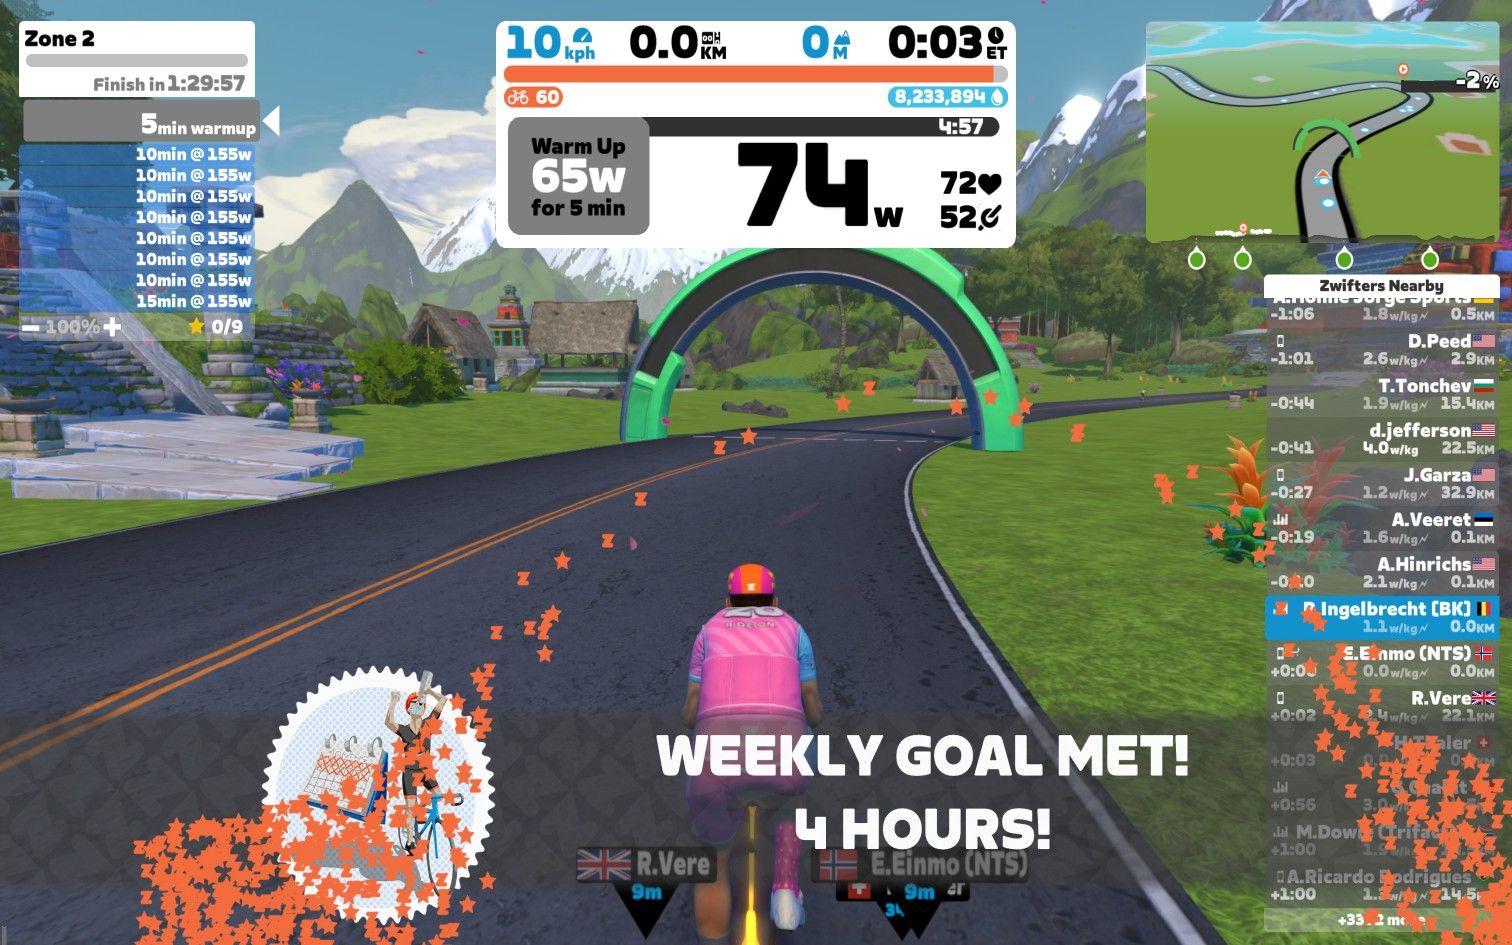 Zone 2
Finish in 1:29:57
5min warmup
10min @ 155w
10min @ 155w
10min @ 155w
10min @ 155w
10min @ 155w
10min @ 155w
10min @ 155w
15min @ 155w
100%
0/9
10 kph 0.0 KM 0 M 0:03 ET
60
8,233,894
4:57
Warm Up
65w
for 5 min
74w
72
52
-2%
Zwifters Nearby
-1:06 1.8w/kg 0.5KM
D.Peed
-1:01 2.6w/kg 2.9KM
T.Tonchev
-0:44 1.9w/kg 15.4KM
d.jefferson
-0:41 4.0w/kg 22.5KM
J.Garza
-0:27 1.2w/kg 32.9KM
A.Veeret
-0:19 1.6w/kg 0.1KM
A.Hinrichs
2.1w/kg 0.1KM
Ingelbrecht (BK)
1.1w/kg 0.0KM
E.Einmo (NTS)
0.0w/kg 0.0KM
R.Vere
+0:02 22.1KM
+0:03
+0:56
+1:00
A.Ricardo Rodrigues
+1:00
WEEKLY GOAL MET!
4 HOURS!
R.Vere
9m
E.Einmo (NTS)
9m